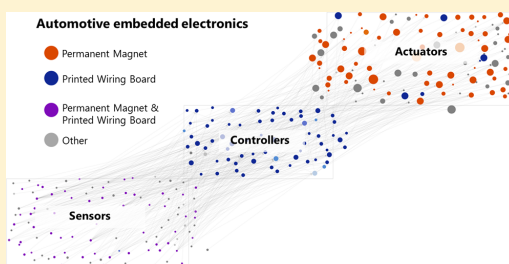 Automotive embedded electronics
Permanent Magnet
Printed Wiring Board
Permanent Magnet &
Printed Wiring Board
Other
Actuators
Controllers
Sensors